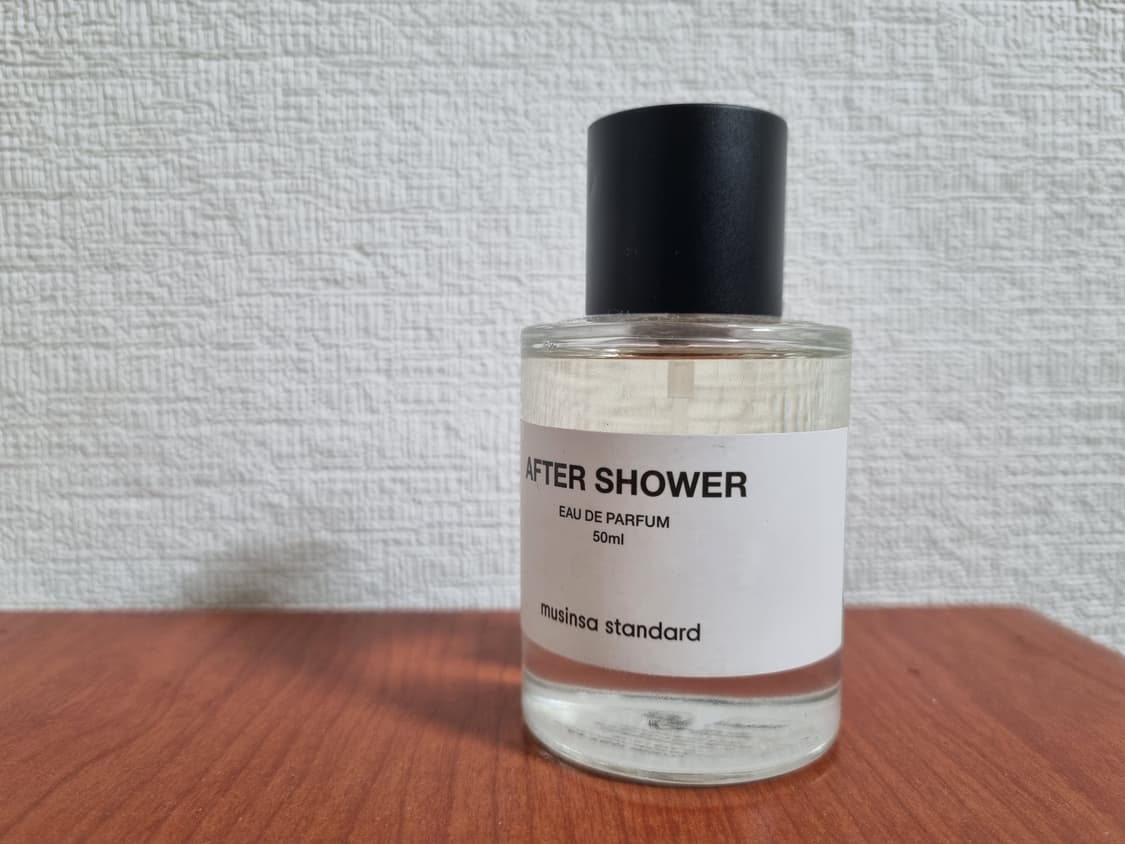 AFTER SHOWER
EAU DE PARFUM
50ml
musinsa standard